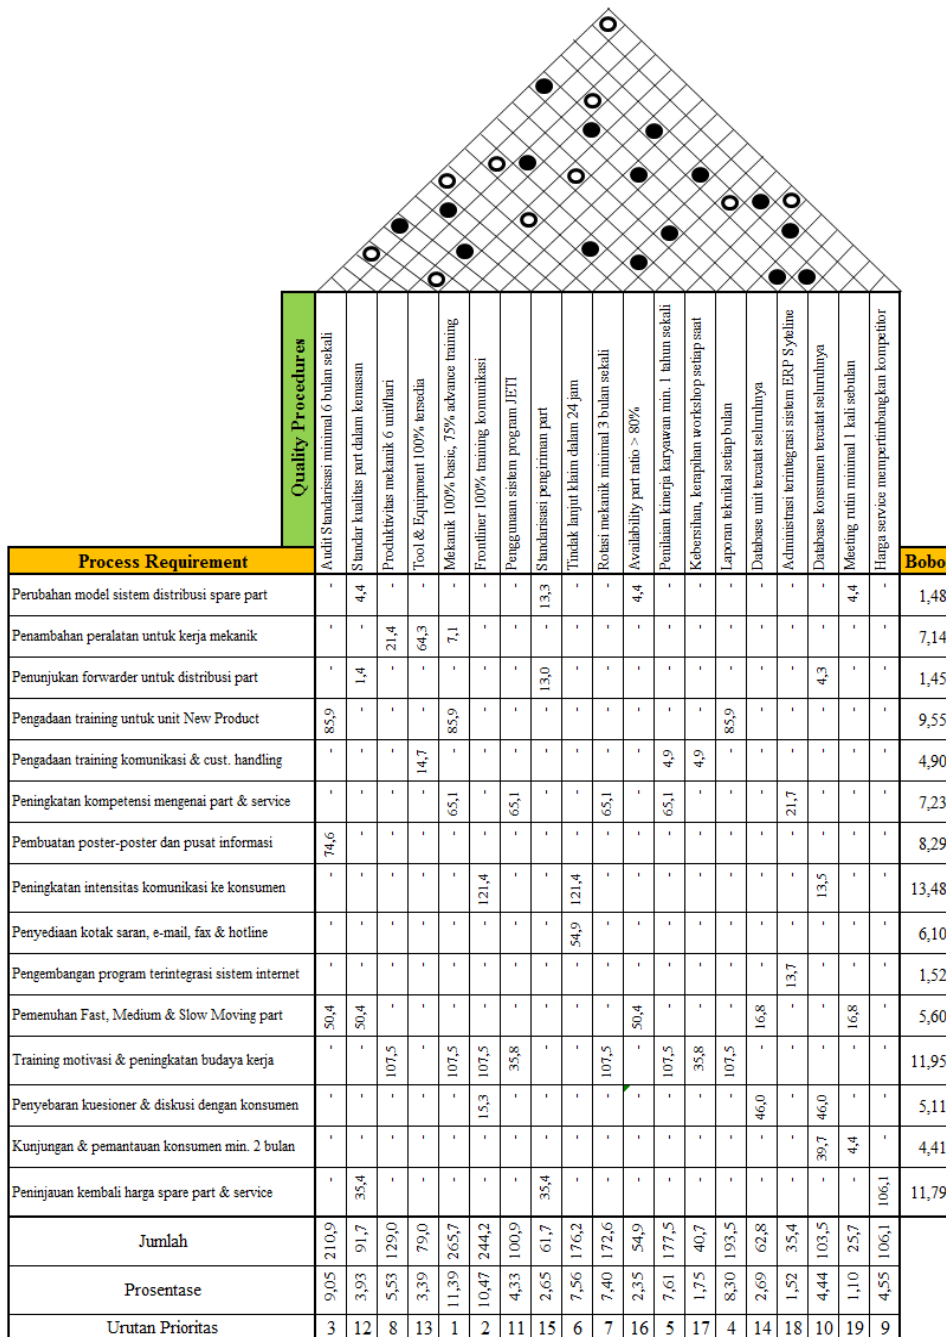 Quality Procedures
Audit Standarisasi minimal 6 bulan sekali
Standar kualitas part dalam kemasan
Produktivitas mekanik 6 unit/hari
Tool & Equipment 100% tersedia
Mekanik 100% basic, 75% advance training
Frontliner 100% training komunikasi
Penggunaan sistem program JETI
Standarisasi pengiriman part
Tindak lanjut klaim dalam 24 jam
Rotasi mekanik minimal 3 bulan sekali
Availability part ratio > 80%
Penilaian kinerja karyawan min. 1 tahun sekali
Kebersihan, kerapihan workshop setiap saat
Laporan teknikal setiap bulan
Database unit tercatat seluruhnya
Administrasi terintegrasi sistem ERP Syteline
Database konsumen tercatat seluruhnya
Meeting rutin minimal 1 kali sebulan
Harga service mempertimbangkan kompetitor
Process Requirement Bobo
Perubahan model sistem distribusi spare part - 4,4 - - - - - 13,3 - - 4,4 - - - - - - 4,4 - 1,48
Penambahan peralatan untuk kerja mekanik - - 21,4 64,3 7,1 - - - - - - - - - - - - - - 7,14
Penunjukan forwarder untuk distribusi part - 1,4 - - - - - 13,0 - - - - - - - - 4,3 - - 1,45
Pengadaan training untuk unit New Product 85,9 - - - 85,9 - - - - - - - - 85,9 - - - - - 9,55
Pengadaan training komunikasi & cust. handling - - - 14,7 - - - - - - - 4,9 4,9 - - - - - - 4,90
Peningkatan kompetensi mengenai part & service - - - - 65,1 - 65,1 - - 65,1 - 65,1 - - - 21,7 - - - 7,23
Pembuatan poster-poster dan pusat informasi 74,6 - - - - - - - - - - - - - - - - - - 8,29
Peningkatan intensitas komunikasi ke konsumen - - - - - 121,4 - - 121,4 - - - - - - - 13,5 - - 13,48
Penyediaan kotak saran, e-mail, fax & hotline - - - - - - - - 54,9 - - - - - - - - - - 6,10
Pengembangan program terintegrasi sistem internet - - - - - - - - - - - - - - - 13,7 - - - 1,52
Pemenuhan Fast, Medium & Slow Moving part 50,4 50,4 - - - - - - - - 50,4 - - - 16,8 - - 16,8 - 5,60
Training motivasi & peningkatan budaya kerja - - 107,5 - 107,5 107,5 35,8 - - 107,5 - 107,5 35,8 107,5 - - - - - 11,95
Penyebaran kuesioner & diskusi dengan konsumen - - - - - 15,3 - - - - - - - - 46,0 - 46,0 - - 5,11
Kunjungan & pemantauan konsumen min. 2 bulan - - - - - - - - - - - - - - - - 39,7 4,4 - 4,41
Peninjauan kembali harga spare part & service - 35,4 - - - - - 35,4 - - - - - - - - - - 106,1 11,79
Jumlah 210,9 91,7 129,0 79,0 265,7 244,2 100,9 61,7 176,2 172,6 54,9 177,5 40,7 193,5 62,8 35,4 103,5 25,7 106,1
Prosentase 9,05 3,93 5,53 3,39 11,39 10,47 4,33 2,65 7,56 7,40 2,35 7,61 1,75 8,30 2,69 1,52 4,44 1,10 4,55
Urutan Prioritas 3 12 8 13 1 2 11 15 6 7 16 5 17 4 14 18 10 19 9